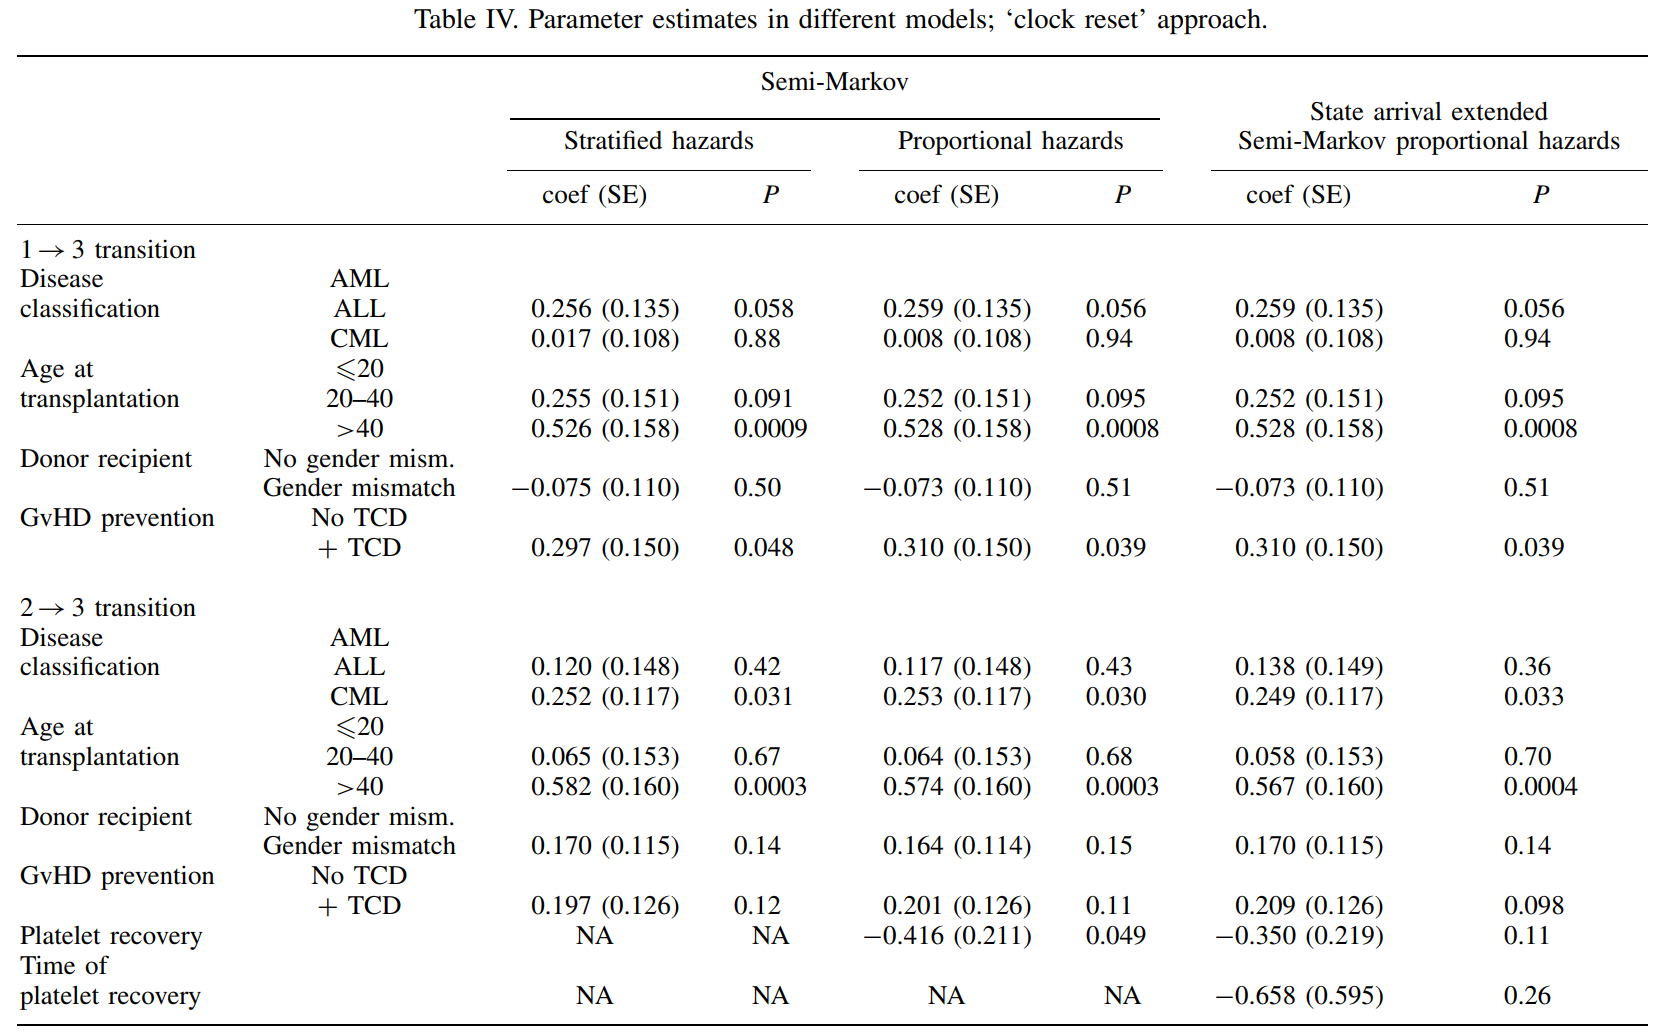 Table IV. Parameter estimates in different models; ‘clock reset’ approach.
Semi-Markov
State arrival extended
Stratified hazards Proportional hazards Semi-Markov proportional hazards
coef (SE) P coef (SE) P coef (SE) P
1 → 3 transition
Disease AML
classification ALL 0.256 (0.135) 0.058 0.259 (0.135) 0.056 0.259 (0.135) 0.056
CML 0.017 (0.108) 0.88 0.008 (0.108) 0.94 0.008 (0.108) 0.94
Age at ⩽20
transplantation 20–40 0.255 (0.151) 0.091 0.252 (0.151) 0.095 0.252 (0.151) 0.095
>40 0.526 (0.158) 0.0009 0.528 (0.158) 0.0008 0.528 (0.158) 0.0008
Donor recipient No gender mism.
Gender mismatch −0.075 (0.110) 0.50 −0.073 (0.110) 0.51 −0.073 (0.110) 0.51
GvHD prevention No TCD
+ TCD 0.297 (0.150) 0.048 0.310 (0.150) 0.039 0.310 (0.150) 0.039
2 → 3 transition
Disease AML
classification ALL 0.120 (0.148) 0.42 0.117 (0.148) 0.43 0.138 (0.149) 0.36
CML 0.252 (0.117) 0.031 0.253 (0.117) 0.030 0.249 (0.117) 0.033
Age at ⩽20
transplantation 20–40 0.065 (0.153) 0.67 0.064 (0.153) 0.68 0.058 (0.153) 0.70
>40 0.582 (0.160) 0.0003 0.574 (0.160) 0.0003 0.567 (0.160) 0.0004
Donor recipient No gender mism.
Gender mismatch 0.170 (0.115) 0.14 0.164 (0.114) 0.15 0.170 (0.115) 0.14
GvHD prevention No TCD
+ TCD 0.197 (0.126) 0.12 0.201 (0.126) 0.11 0.209 (0.126) 0.098
Platelet recovery NA NA −0.416 (0.211) 0.049 −0.350 (0.219) 0.11
Time of
platelet recovery NA NA NA NA −0.658 (0.595) 0.26